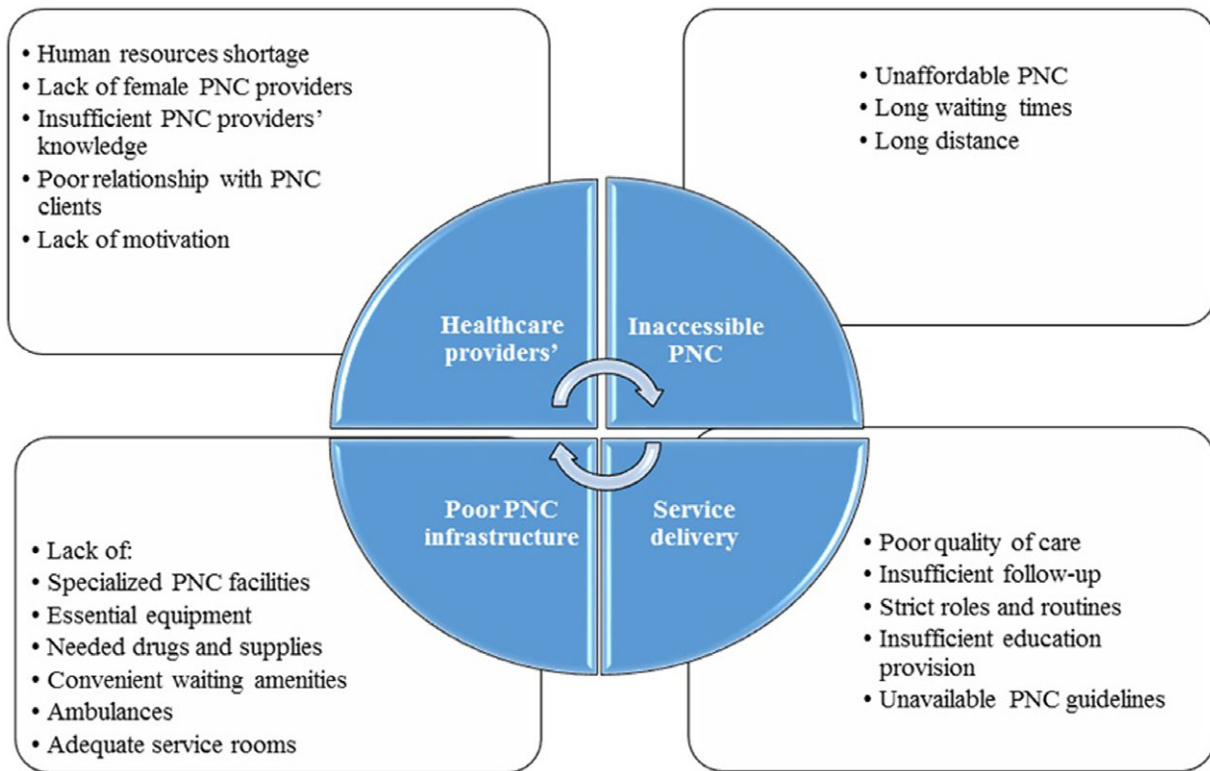 • Human resources shortage
• Lack of female PNC providers
• Insufficient PNC providers'
knowledge
• Poor relationship with PNC
clients
• Lack of motivation
• Unaffordable PNC
• Long waiting times
• Long distance
Healthcare
providers'
Inaccessible
PNC
Poor PNC
infrastructure
Service
delivery
• Lack of:
• Specialized PNC facilities
• Essential equipment
• Needed drugs and supplies
• Convenient waiting amenities
• Ambulances
• Adequate service rooms
• Poor quality of care
• Insufficient follow-up
• Strict roles and routines
• Insufficient education
provision
• Unavailable PNC guidelines